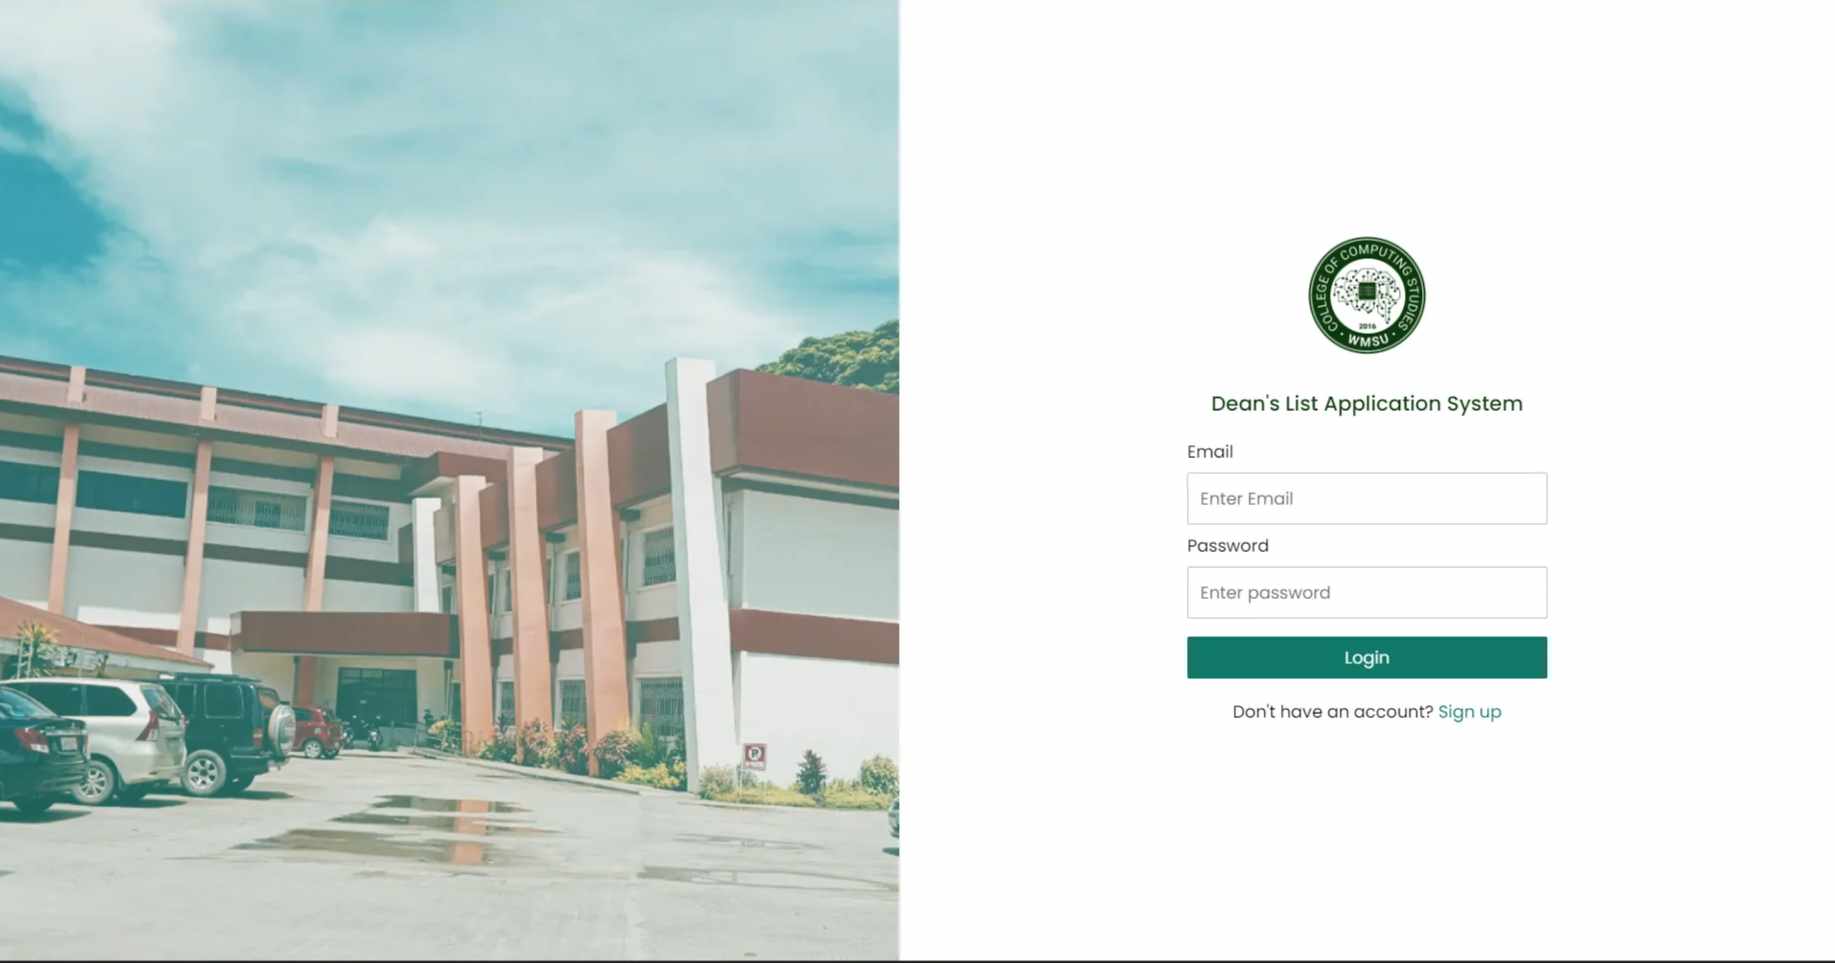 COLLEGE OF COMPUTING STUDIES
2016
WMSU
Dean's List Application System
Email
Enter Email
Password
Enter password
Login
Don't have an account? Sign up